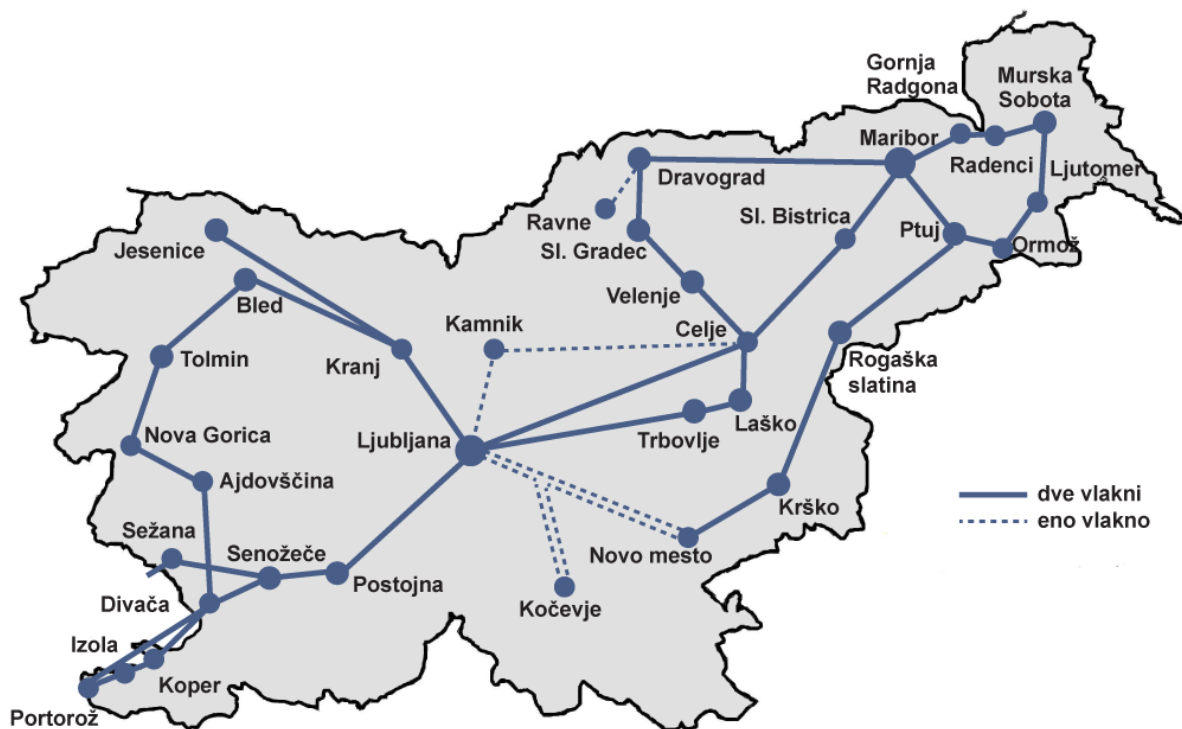 Gornja
Radgona
Murska
Sobota
Maribor
Radenci
Ljutomer
Dravograd
Ravne
Sl. Bistrica
Ptuj
Ormož
Sl. Gradec
Jesenice
Velenje
Bled
Kamnik
Celje
Tolmin
Kranj
Rogaška
slatina
Nova Gorica
Ljubljana
Trbovlje
Laško
Ajdovščina
Krško
dve vlakni
eno vlakno
Sežana
Senožeče
Novo mesto
Postojna
Kočevje
Divača
Izola
Koper
Portorož